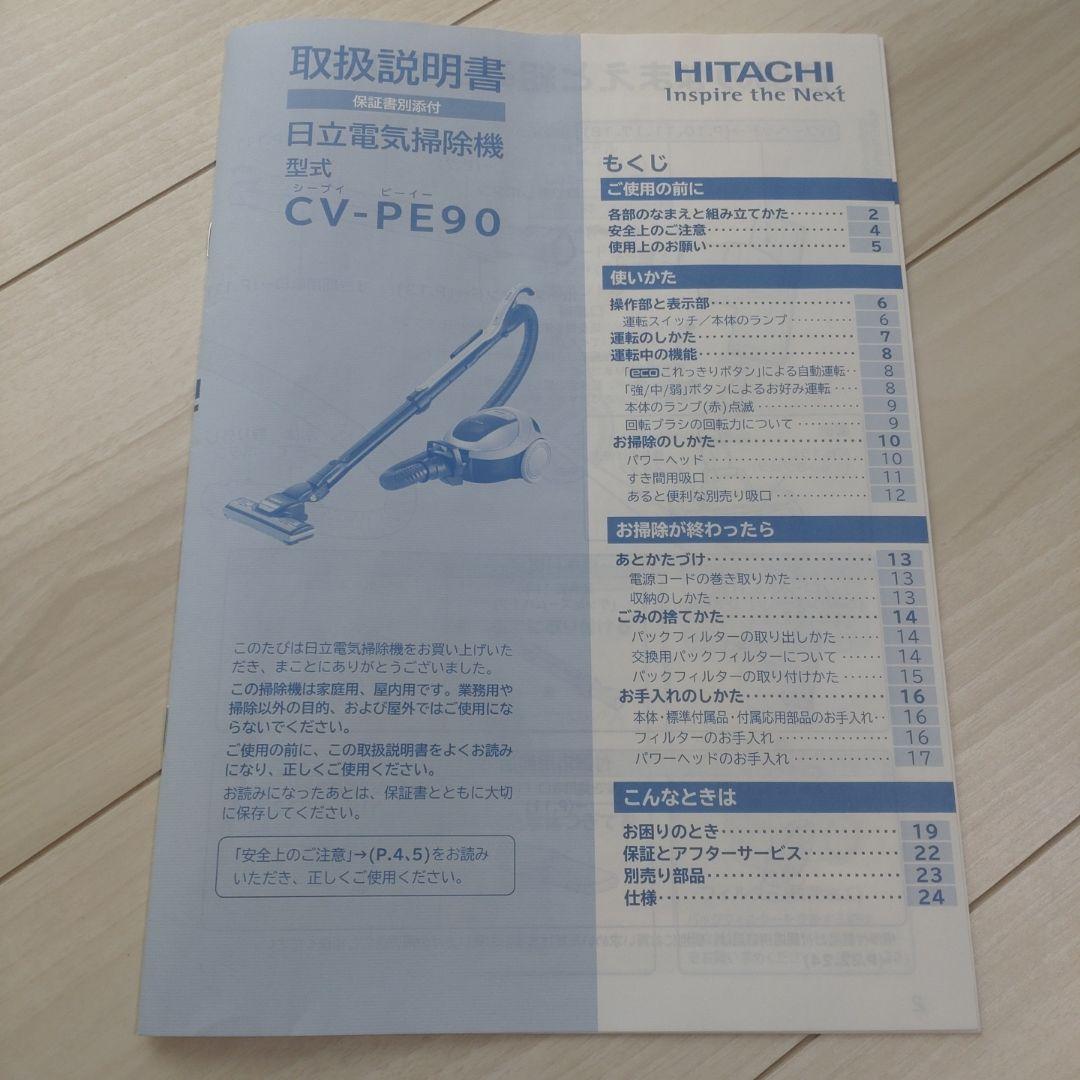 取扱説明書
保証書別添付
日立電気掃除機
型式
シーブイ ピーイー
CV-PE90
このたびは日立電気掃除機をお買い上げいた
だき、まことにありがとうございました。
この掃除機は家庭用、屋内用です。業務用や
掃除以外の目的、および屋外ではご使用にな
らないでください。
ご使用の前に、この取扱説明書をよくお読み
になり、正しくご使用ください。
お読みになったあとは、保証書とともに大切
に保存してください。
「安全上のご注意」→(P.4、5)をお読み
いただき、正しくご使用ください。
HITACHI
Inspire the Next
もくじ
ご使用の前に
各部のなまえと組み立てかた‥‥‥‥ 2
安全上のご注意‥‥‥‥‥‥‥‥ 4
使用上のお願い‥‥‥‥‥‥‥‥ 5
使いかた
操作部と表示部‥‥‥‥‥‥‥‥ 6
運転スイッチ／本体のランプ‥‥‥‥‥ 6
運転のしかた‥‥‥‥‥‥‥‥‥ 7
運転中の機能‥‥‥‥‥‥‥‥‥ 8
「ecoこれっきりボタン」による自動運転‥ 8
「強/中/弱」ボタンによるお好み運転‥‥ 8
本体のランプ(赤)点滅‥‥‥‥‥‥‥ 9
回転ブラシの回転力について‥‥‥‥‥ 9
お掃除のしかた‥‥‥‥‥‥‥‥ 10
パワーヘッド‥‥‥‥‥‥‥‥‥ 10
すき間用吸口‥‥‥‥‥‥‥‥‥ 11
あると便利な別売り吸口‥‥‥‥‥‥ 12
お掃除が終わったら
あとかたづけ‥‥‥‥‥‥‥‥‥ 13
電源コードの巻き取りかた‥‥‥‥‥ 13
収納のしかた‥‥‥‥‥‥‥‥‥ 13
ごみの捨てかた‥‥‥‥‥‥‥‥ 14
パックフィルターの取り出しかた‥‥‥ 14
交換用パックフィルターについて‥‥‥ 14
パックフィルターの取り付けかた‥‥‥ 15
お手入れのしかた‥‥‥‥‥‥‥ 16
本体・標準付属品・付属応用部品のお手入れ‥ 16
フィルターのお手入れ‥‥‥‥‥‥‥ 16
パワーヘッドのお手入れ‥‥‥‥‥‥ 17
こんなときは
お困りのとき‥‥‥‥‥‥‥‥‥ 19
保証とアフターサービス‥‥‥‥‥ 22
別売り部品‥‥‥‥‥‥‥‥‥‥ 23
仕様‥‥‥‥‥‥‥‥‥‥‥‥ 24